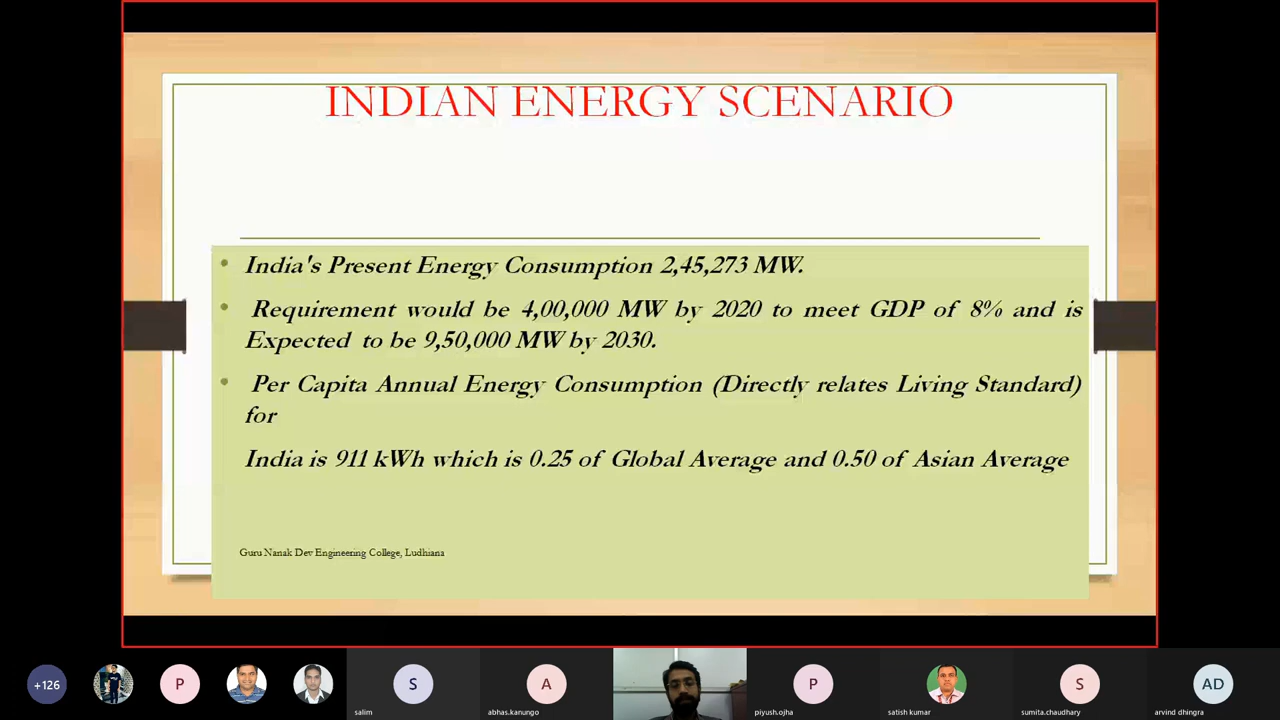 INDIAN ENERGY SCENARIO
• India's Present Energy Consumption 2,45,273 MW.
• Requirement would be 4,00,000 MW by 2020 to meet GDP of 8% and is
Expected to be 9,50,000 MW by 2030.
• Per Capita Annual Energy Consumption (Directly relates Living Standard)
for
India is 911 kWh which is 0.25 of Global Average and 0.50 of Asian Average
Guru Nanak Dev Engineering College, Ludhiana
+126
P
S
A
P
S
AD
salim
abhas.kanungo
piyush.ojha
satish kumar
sumita.chaudhary
arvind dhingra